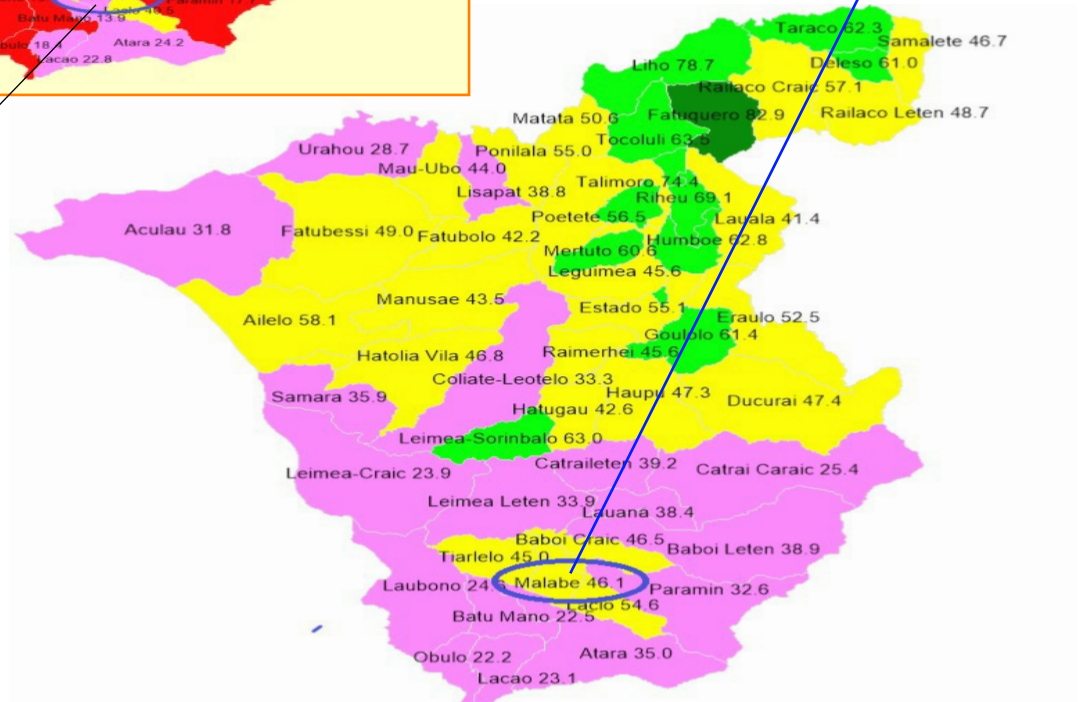 Lacio 40.5
Batu Mano 13.9
Atara 24.2
Lacao 22.8
Taraco 62.3
Samalete 46.7
Liho 78.7
Deleso 61.0
Railaco Craic 57.1
Fatuquero 82.9
Railaco Leten 48.7
Matata 50.6
Tocoluli 63.5
Urahou 28.7
Ponilala 55.0
Mau-Ubo 44.0
Lisapat 38.8
Talimoro 74.4
Riheu 69.1
Poetete 56.5
Lauala 41.4
Aculau 31.8
Fatubessi 49.0
Fatubolo 42.2
Humboe 62.8
Mertuto 60.6
Leguimea 45.6
Manusae 43.5
Estado 55.1
Eraulo 52.5
Ailelo 58.1
Goulolo 61.4
Hatolia Vila 46.8
Raimerhei 45.6
Coliate-Leotelo 33.3
Haupu 47.3
Samara 35.9
Ducurai 47.4
Hatugau 42.6
Leimea-Sorinbalo 63.0
Leimea-Craic 23.9
Catraileten 39.2
Catrai Caraic 25.4
Leimea Leten 33.9
Lauana 38.4
Baboi Craic 46.5
Baboi Leten 38.9
Tiarlelo 45.0
Laubono
Malabe 46.1
Paramin 32.6
Lacio 54.6
Batu Mano 22.5
Obulo 22.2
Atara 35.0
Lacao 23.1